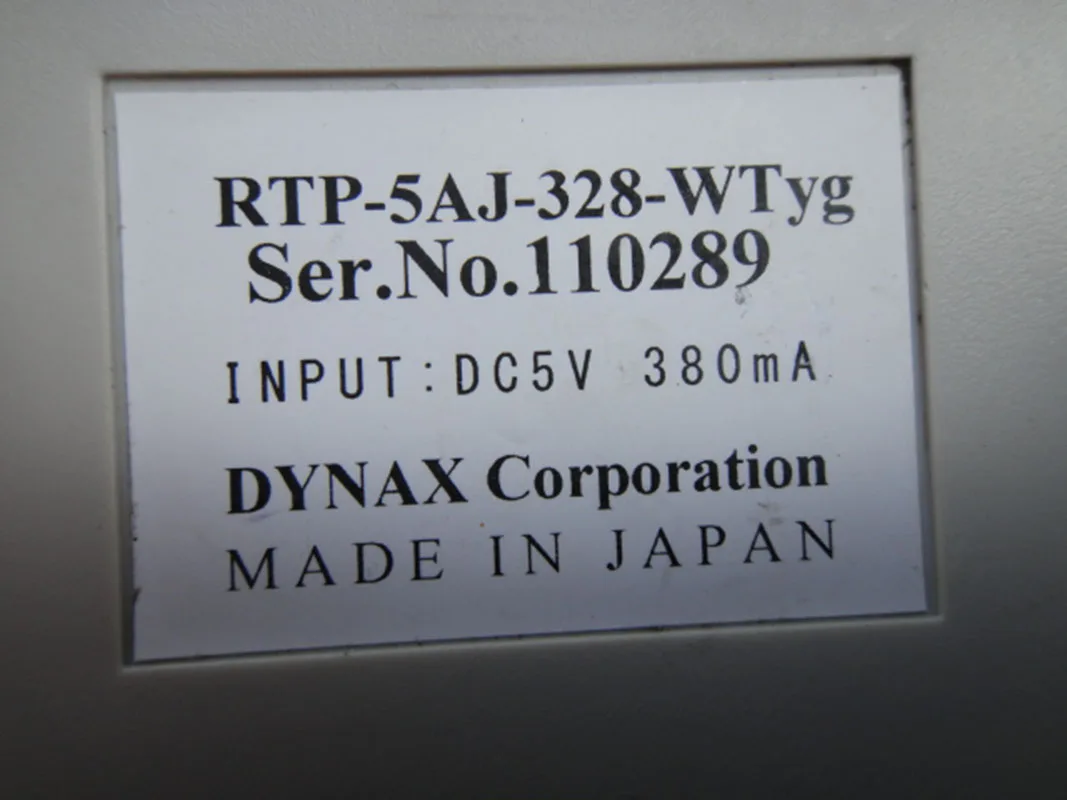 RTP-5AJ-328-WTyg
Ser.No.110289
INPUT:DC5V 380mA
DYNAX Corporation
MADE IN JAPAN